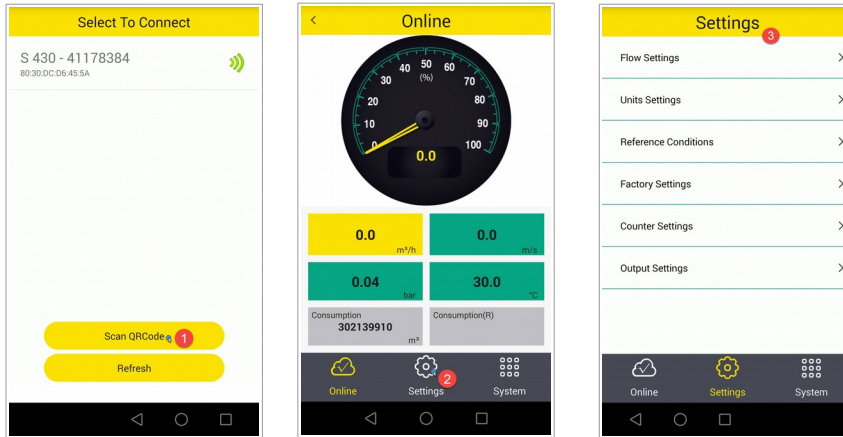 Select To Connect
S 430 - 41178384
80:30:DC:D6:45:5A
Scan QRCode
1
Refresh
Online
0
10
20
30
40
50
60
70
80
90
100
(%)
0.0
0.0
m³/h
0.0
m/s
0.04
bar
30.0
°C
Consumption
302139910
m³
Consumption(R)
2
Online
Settings
System
Settings
3
Flow Settings
Units Settings
Reference Conditions
Factory Settings
Counter Settings
Output Settings
Online
Settings
System